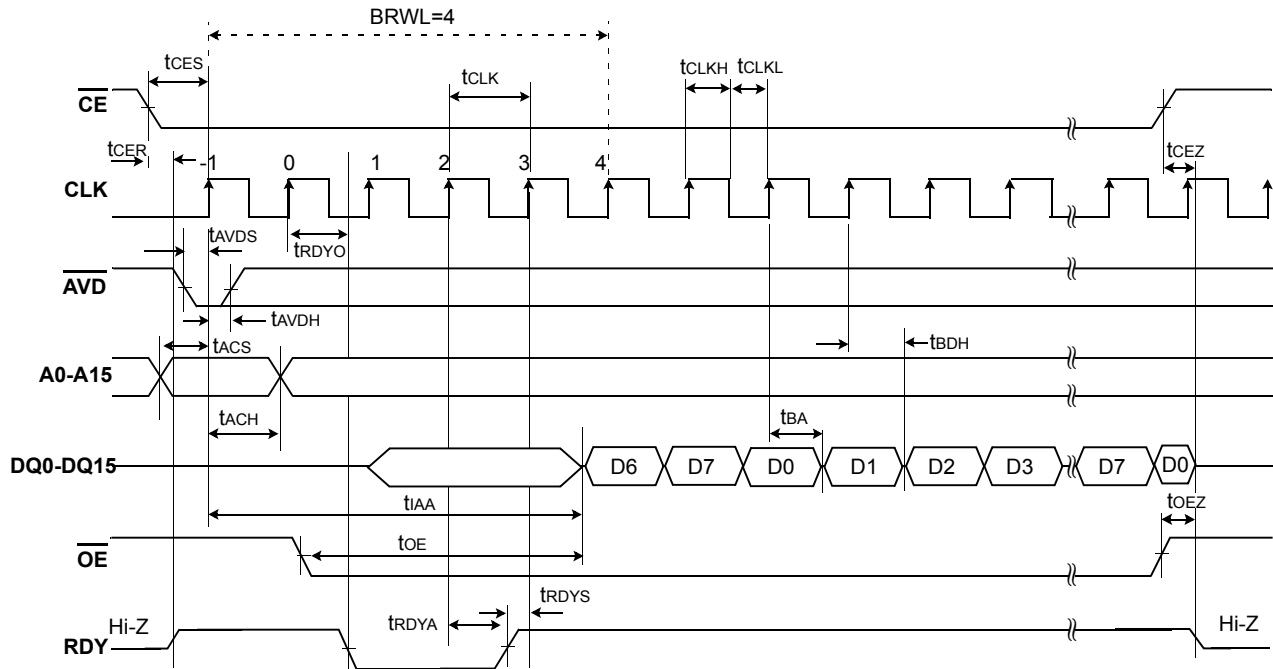 BRWL=4
tCES
tCLK
tCLKH
tCLKL
CE
tCER
-1
0
1
2
3
4
tCEZ
CLK
tAVDS
tRDYO
AVD
tAVDH
tACS
tBDH
A0-A15
tACH
tBA
DQ0-DQ15
D6
D7
D0
D1
D2
D3
D7
D0
tIAA
tOEZ
tOE
OE
tRDYS
tRDYA
Hi-Z
Hi-Z
RDY